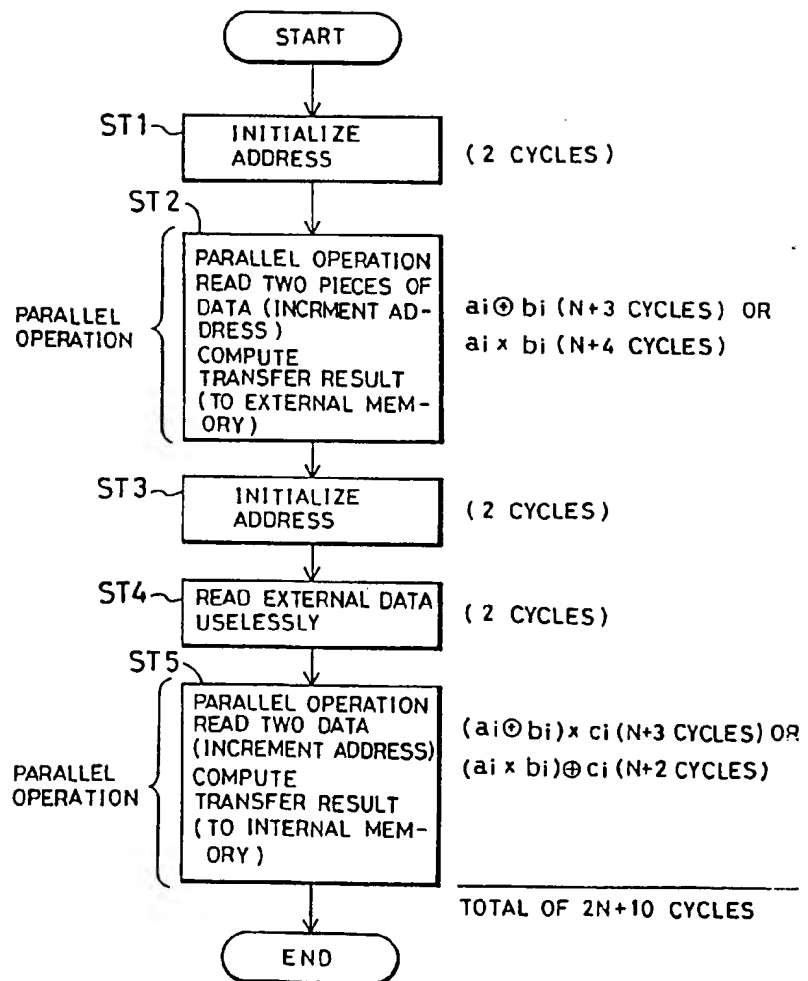 START
ST1
INITIALIZE
ADDRESS
(2 CYCLES)
ST2
PARALLEL
OPERATION
PARALLEL OPERATION
READ TWO PIECES OF
DATA (INCRMENT AD-
DRESS)
COMPUTE
TRANSFER RESULT
(TO EXTERNAL MEM-
ORY)
ai⊕bi (N+3 CYCLES) OR
ai x bi (N+4 CYCLES)
ST3
INITIALIZE
ADDRESS
(2 CYCLES)
ST4
READ EXTERNAL DATA
USELESSLY
(2 CYCLES)
ST5
PARALLEL
OPERATION
PARALLEL OPERATION
READ TWO DATA
(INCREMENT ADDRESS)
COMPUTE
TRANSFER RESULT
(TO INTERNAL MEM-
ORY)
(ai⊕bi)x ci (N+3 CYCLES) OR
(ai x bi)⊕ci (N+2 CYCLES)
TOTAL OF 2N+10 CYCLES
END